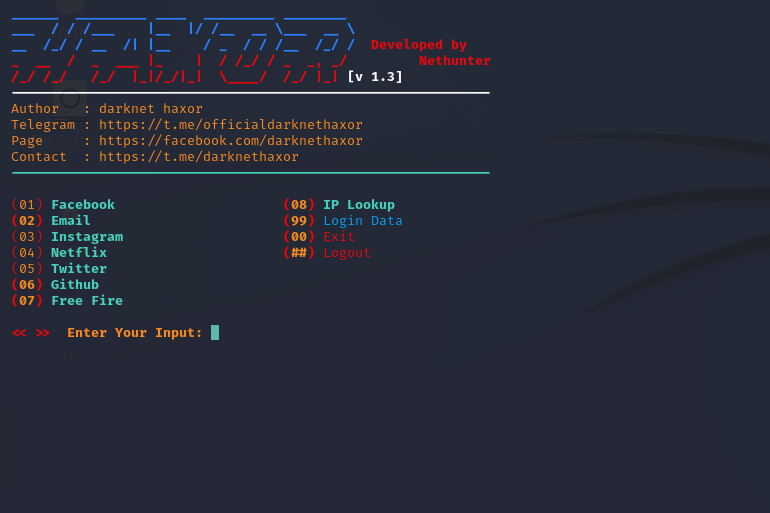 Developed by
Nethunter
[v 1.3]
Author : darknet haxor
Telegram : https://t.me/officialdarknethaxor
Page : https://facebook.com/darknethaxor
Contact : https://t.me/darknethaxor
(01) Facebook (08) IP Lookup
(02) Email (99) Login Data
(03) Instagram (00) Exit
(04) Netflix (##) Logout
(05) Twitter
(06) Github
(07) Free Fire
<< >> Enter Your Input: